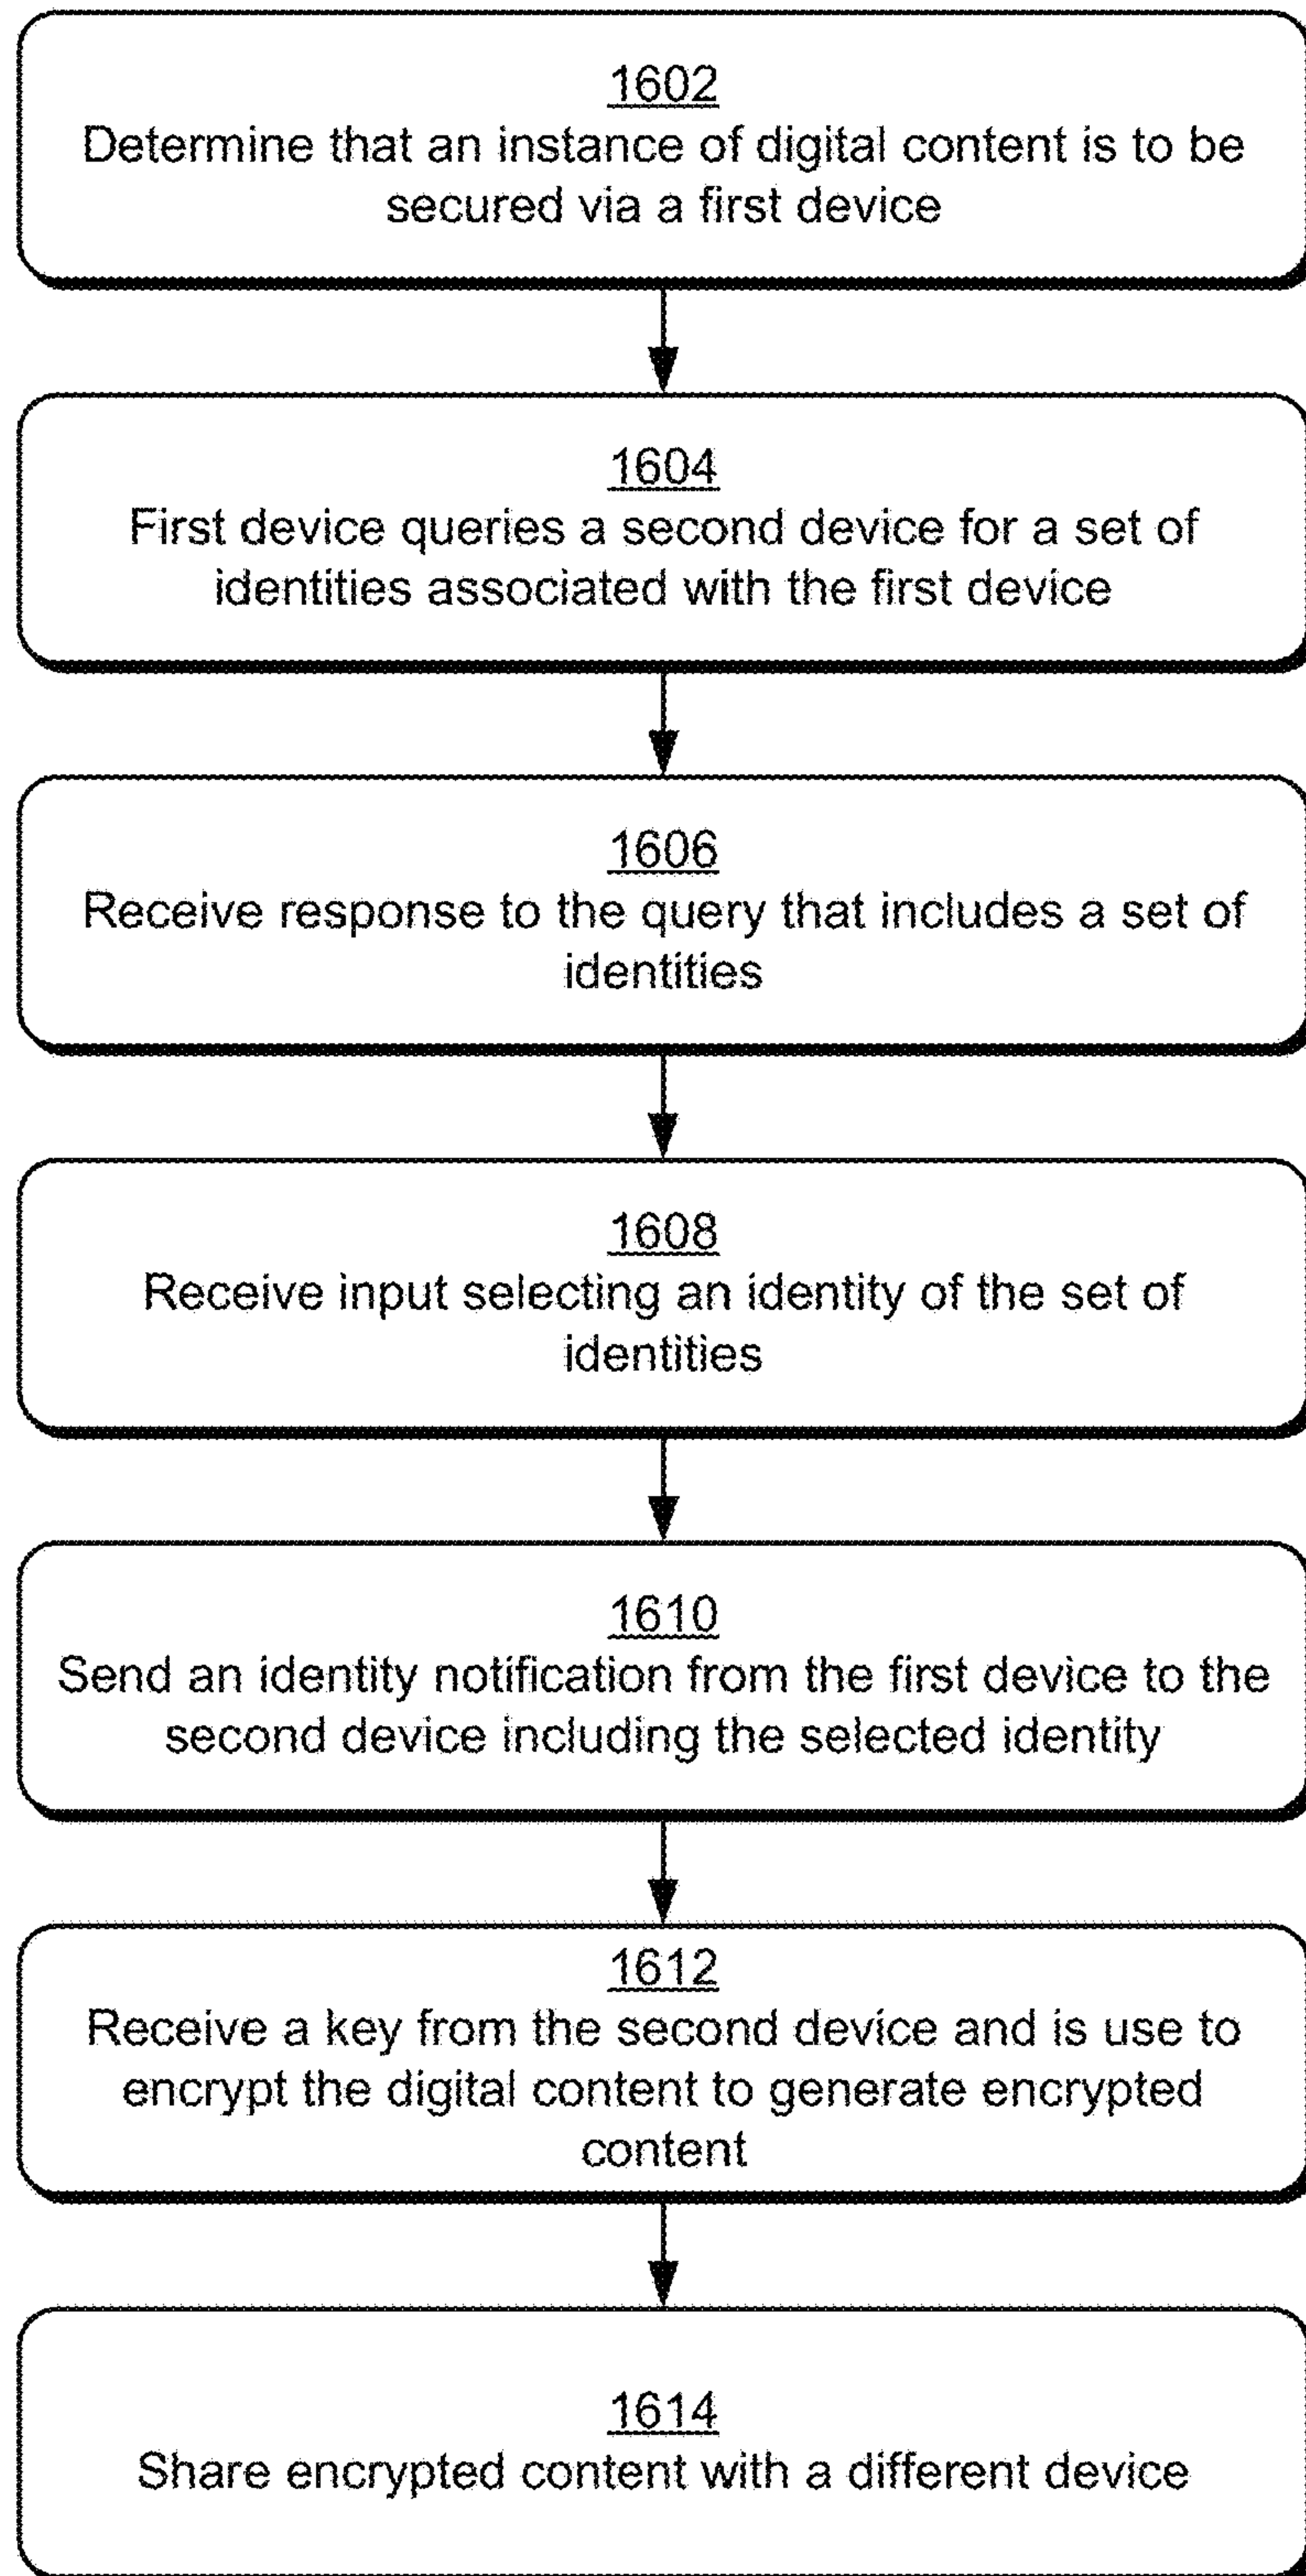 1602
Determine that an instance of digital content is to be
secured via a first device
1604
First device queries a second device for a set of
identities associated with the first device
1606
Receive response to the query that includes a set of
identities
1608
Receive input selecting an identity of the set of
identities
1610
Send an identity notification from the first device to the
second device including the selected identity
1612
Receive a key from the second device and is use to
encrypt the digital content to generate encrypted
content
1614
Share encrypted content with a different device